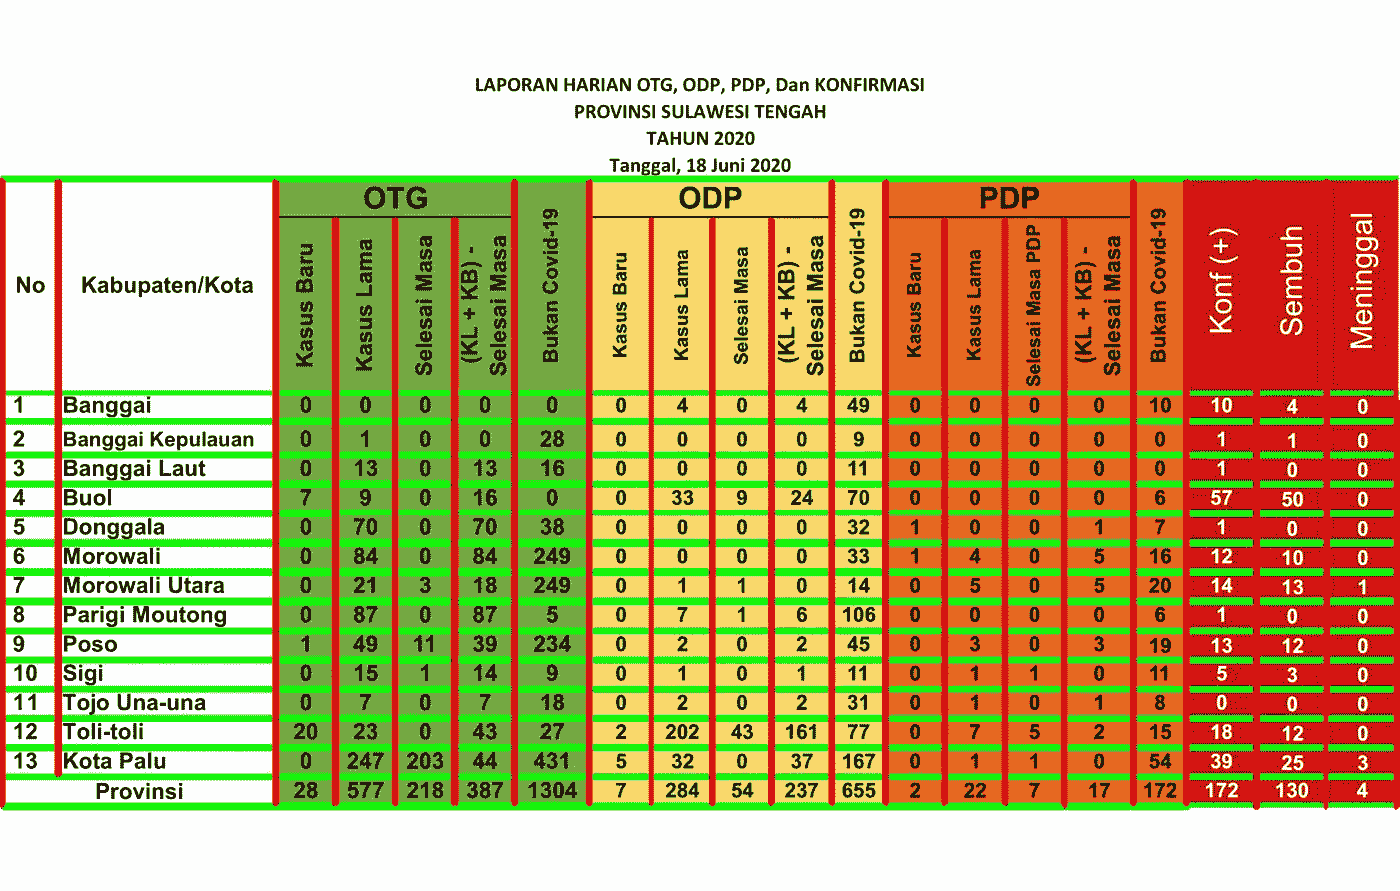 LAPORAN HARIAN OTG, ODP, PDP, Dan KONFIRMASI
PROVINSI SULAWESI TENGAH
TAHUN 2020
Tanggal, 18 Juni 2020
No Kabupaten/Kota OTG Bukan Covid-19 ODP Bukan Covid-19 PDP Bukan Covid-19 Konf (+) Sembuh Meninggal
Kasus Baru Kasus Lama Selesai Masa (KL + KB) - Selesai Masa Kasus Baru Kasus Lama Selesai Masa (KL + KB) - Selesai Masa Kasus Baru Kasus Lama Selesai Masa PDP (KL + KB) - Selesai Masa
1 Banggai 0 0 0 0 0 0 4 0 4 49 0 0 0 0 10 10 4 0
2 Banggai Kepulauan 0 1 0 0 28 0 0 0 0 9 0 0 0 0 0 1 1 0
3 Banggai Laut 0 13 0 13 16 0 0 0 0 11 0 0 0 0 0 1 0 0
4 Buol 7 9 0 16 0 0 33 9 24 70 0 0 0 0 6 57 50 0
5 Donggala 0 70 0 70 38 0 0 0 0 32 1 0 0 1 7 1 0 0
6 Morowali 0 84 0 84 249 0 0 0 0 33 1 4 0 5 16 12 10 0
7 Morowali Utara 0 21 3 18 249 0 1 1 0 14 0 5 0 5 20 14 13 1
8 Parigi Moutong 0 87 0 87 5 0 7 1 6 106 0 0 0 0 6 1 0 0
9 Poso 1 49 11 39 234 0 2 0 2 45 0 3 0 3 19 13 12 0
10 Sigi 0 15 1 14 9 0 1 0 1 11 0 1 1 0 11 5 3 0
11 Tojo Una-una 0 7 0 7 18 0 2 0 2 31 0 1 0 1 8 0 0 0
12 Toli-toli 20 23 0 43 27 2 202 43 161 77 0 7 5 2 15 18 12 0
13 Kota Palu 0 247 203 44 431 5 32 0 37 167 0 1 1 0 54 39 25 3
Provinsi 28 577 218 387 1304 7 284 54 237 655 2 22 7 17 172 172 130 4